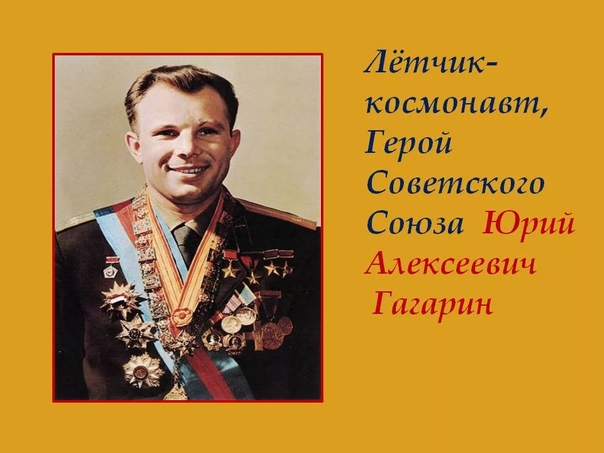 Лётчик-
космонавт,
Герой
Советского
Союза Юрий
Алексеевич
Гагарин